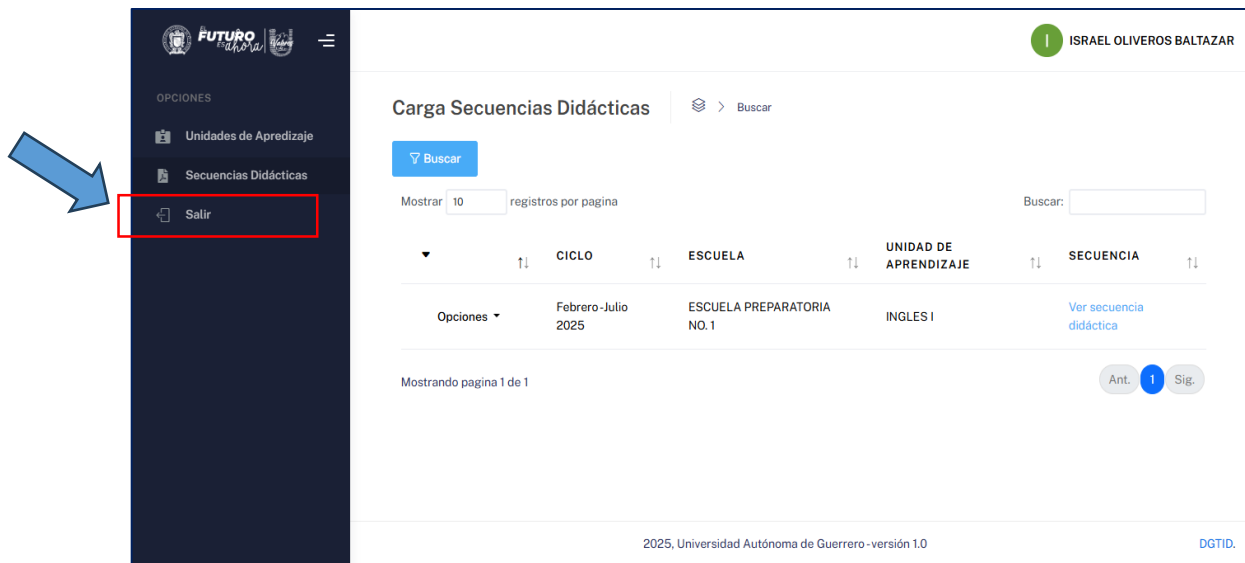 EL FUTURO ES ahora
ISRAEL OLIVEROS BALTAZAR
I
OPCIONES
Unidades de Apredizaje
Secuencias Didácticas
Salir
Carga Secuencias Didácticas
> Buscar
Buscar
Mostrar 10 registros por pagina
Buscar:
CICLO
ESCUELA
UNIDAD DE
APRENDIZAJE
SECUENCIA
Opciones
Febrero-Julio
2025
ESCUELA PREPARATORIA
NO. 1
INGLES I
Ver secuencia
didáctica
Mostrando pagina 1 de 1
Ant. 1 Sig.
2025, Universidad Autónoma de Guerrero - versión 1.0
DGTID.